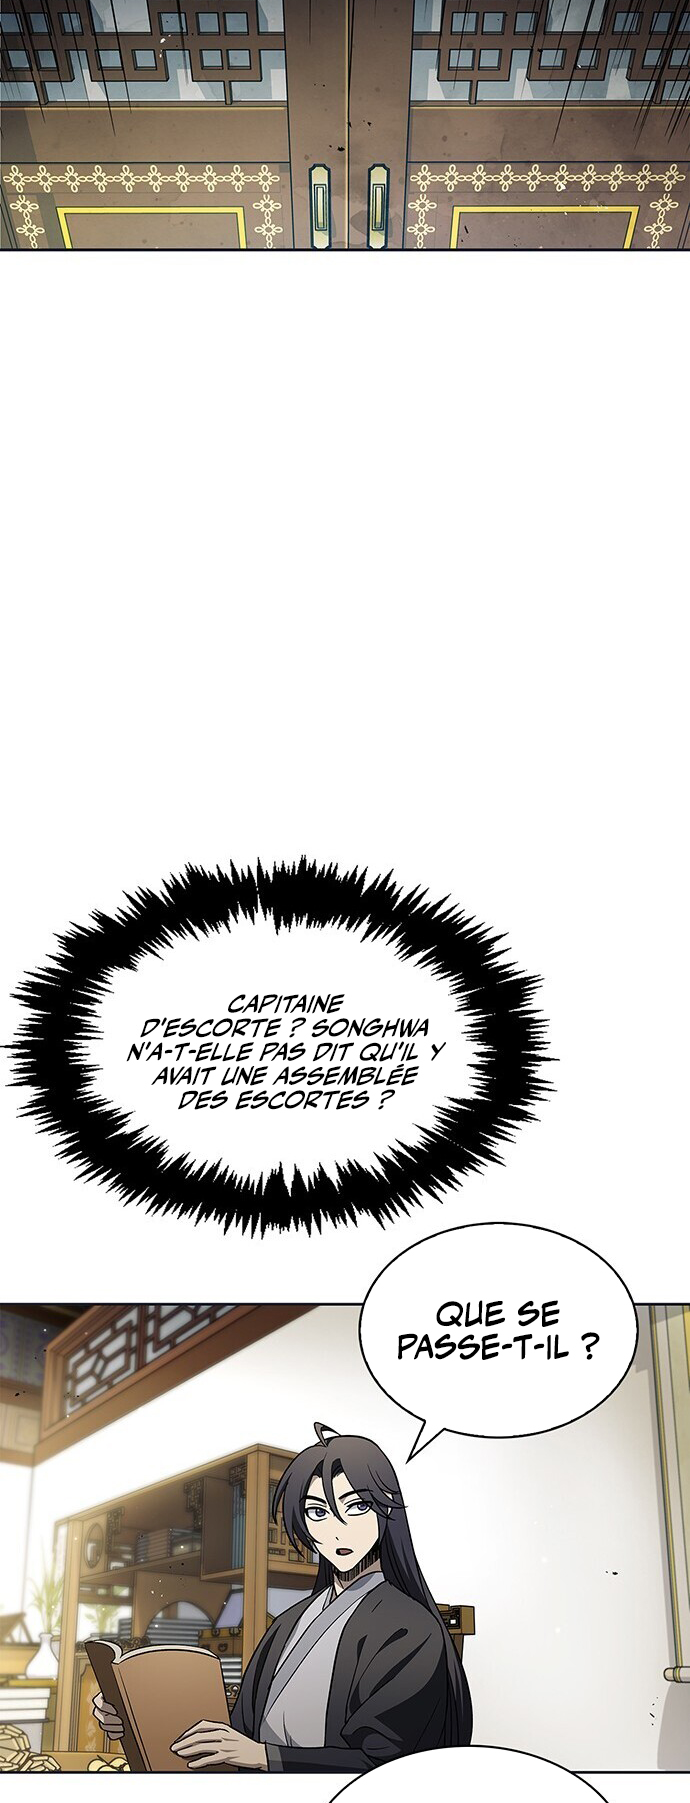 CAPITAINE
D'ESCORTE ? SONGHWA
N'A-T-ELLE PAS DIT QU'IL Y
AVAIT UNE ASSEMBLÉE
DES ESCORTES ?
QUE SE
PASSE-T-IL ?